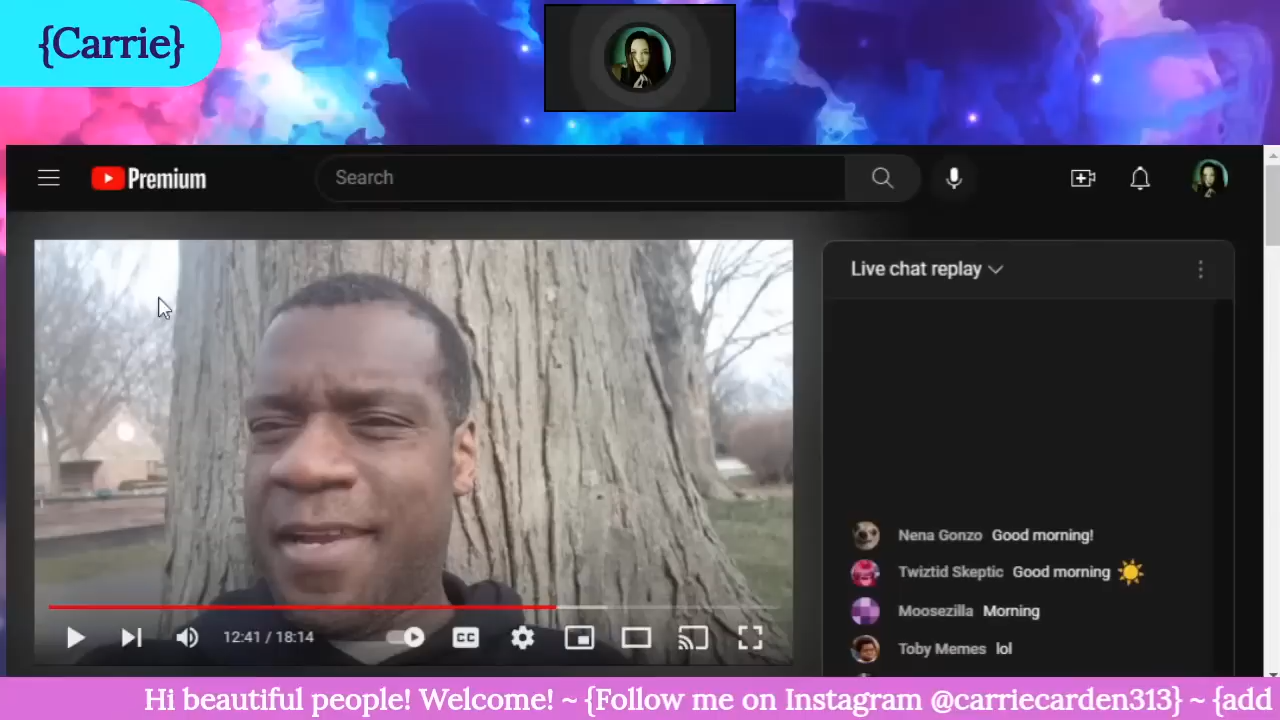 {Carrie}
Premium
Search
Live chat replay
Nena Gonzo Good morning!
Twiztid Skeptic Good morning ☀️
Moosezilla Morning
Toby Memes lol
12:41 / 18:14
CC
Hi beautiful people! Welcome! ~ {Follow me on Instagram @carriecarden313} ~ {add